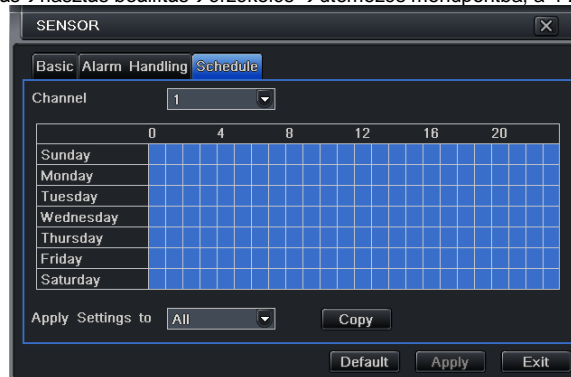 SENSOR
Basic Alarm Handling Schedule
Channel 1
0 4 8 12 16 20
Sunday
Monday
Tuesday
Wednesday
Thursday
Friday
Saturday
Apply Settings to All Copy
Default Apply Exit